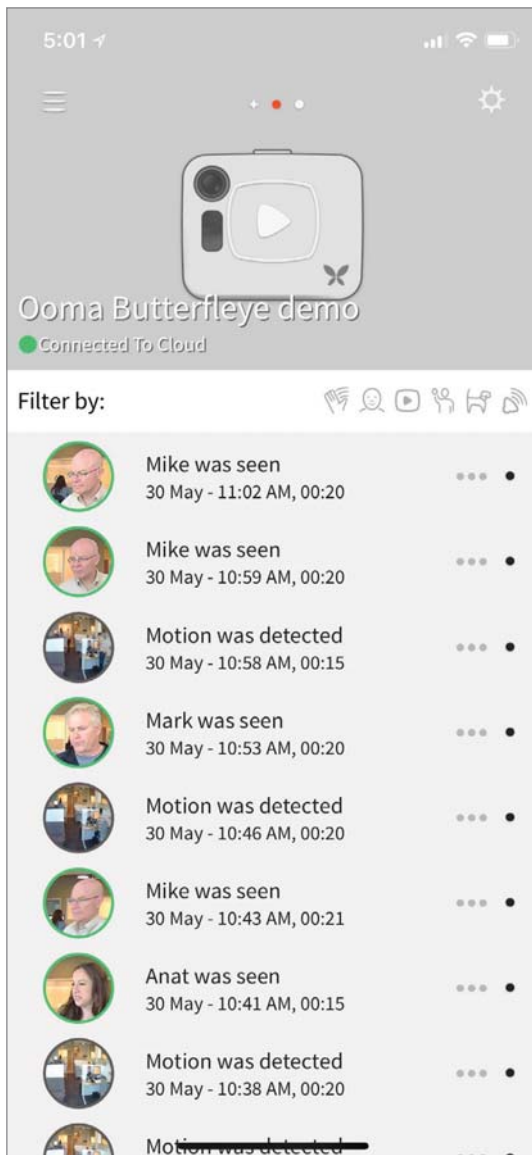 5:01
Ooma Butterfleye demo
Connected To Cloud
Filter by:
Mike was seen
30 May - 11:02 AM, 00:20
Mike was seen
30 May - 10:59 AM, 00:20
Motion was detected
30 May - 10:58 AM, 00:15
Mark was seen
30 May - 10:53 AM, 00:20
Motion was detected
30 May - 10:46 AM, 00:20
Mike was seen
30 May - 10:43 AM, 00:21
Anat was seen
30 May - 10:41 AM, 00:15
Motion was detected
30 May - 10:38 AM, 00:20
Motion was detected